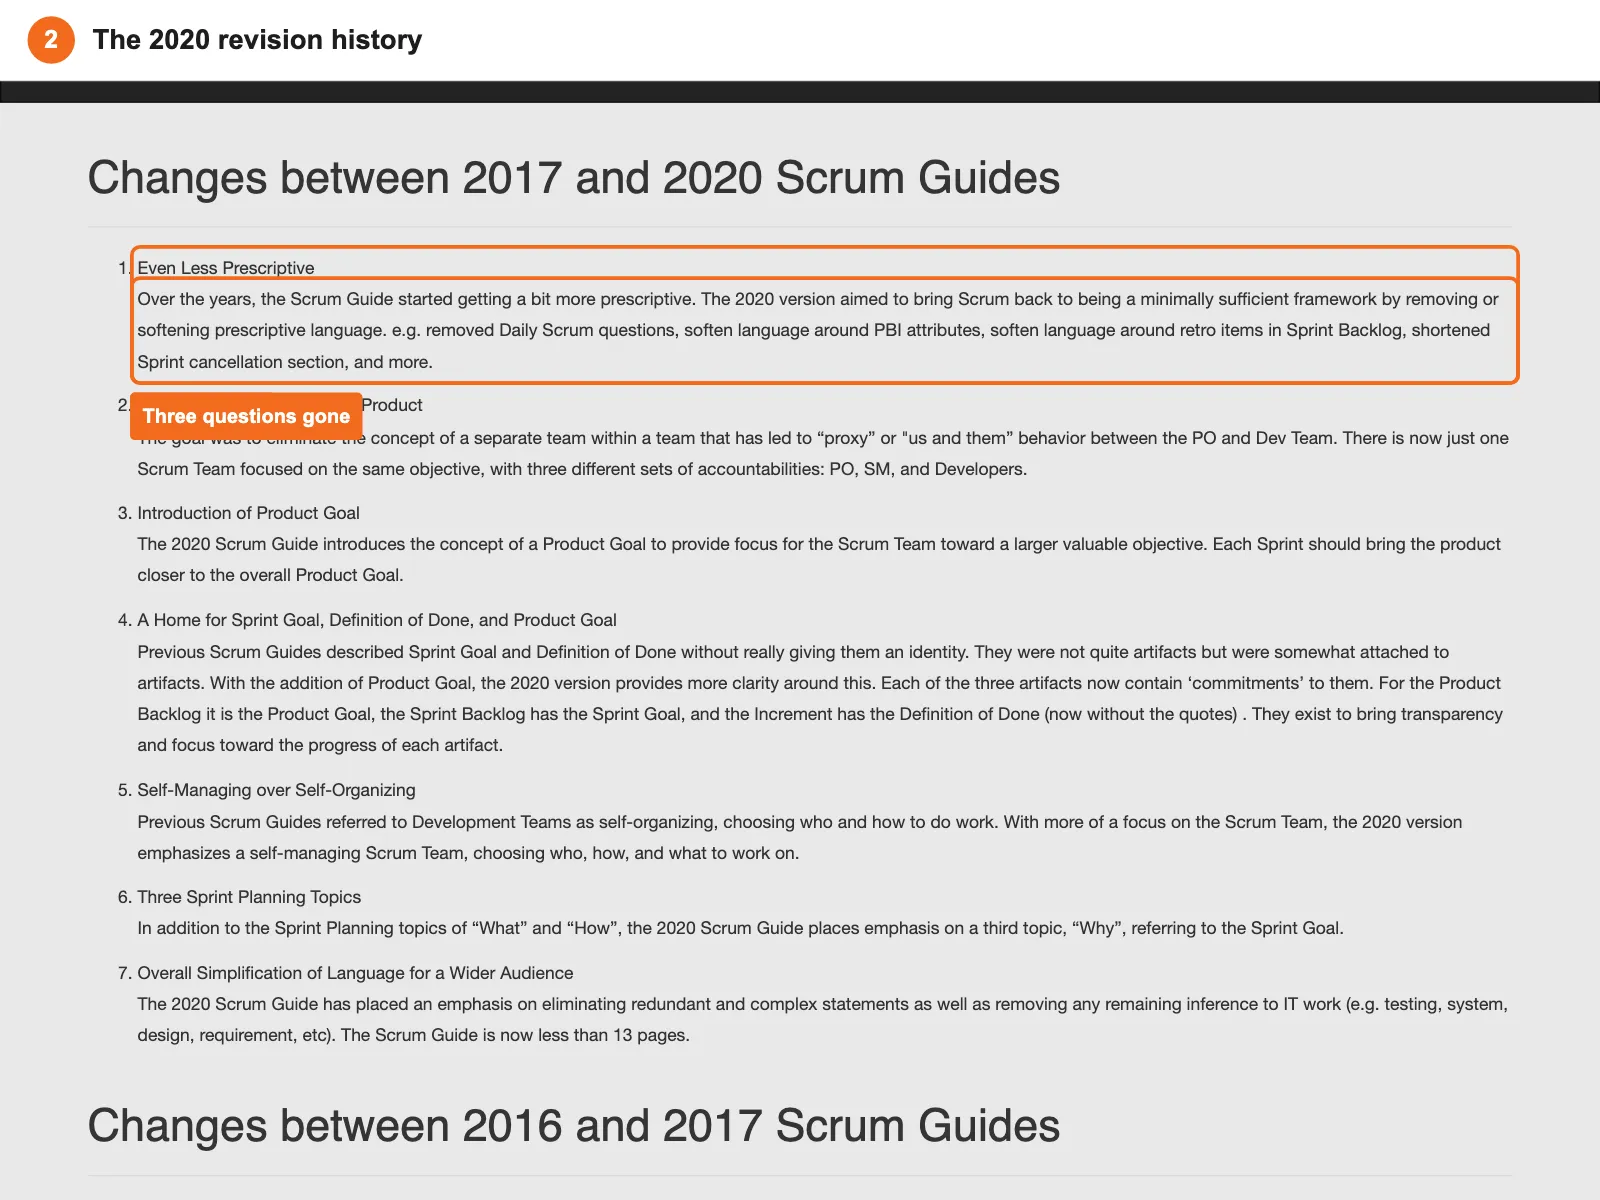 2 The 2020 revision history
Changes between 2017 and 2020 Scrum Guides
1. Even Less Prescriptive
Over the years, the Scrum Guide started getting a bit more prescriptive. The 2020 version aimed to bring Scrum back to being a minimally sufficient framework by removing or
softening prescriptive language. e.g. removed Daily Scrum questions, soften language around PBI attributes, soften language around retro items in Sprint Backlog, shortened
Sprint cancellation section, and more.
2. Product
Three questions gone
The goal was to eliminate the concept of a separate team within a team that has led to “proxy” or "us and them” behavior between the PO and Dev Team. There is now just one
Scrum Team focused on the same objective, with three different sets of accountabilities: PO, SM, and Developers.
3. Introduction of Product Goal
The 2020 Scrum Guide introduces the concept of a Product Goal to provide focus for the Scrum Team toward a larger valuable objective. Each Sprint should bring the product
closer to the overall Product Goal.
4. A Home for Sprint Goal, Definition of Done, and Product Goal
Previous Scrum Guides described Sprint Goal and Definition of Done without really giving them an identity. They were not quite artifacts but were somewhat attached to
artifacts. With the addition of Product Goal, the 2020 version provides more clarity around this. Each of the three artifacts now contain ‘commitments’ to them. For the Product
Backlog it is the Product Goal, the Sprint Backlog has the Sprint Goal, and the Increment has the Definition of Done (now without the quotes) . They exist to bring transparency
and focus toward the progress of each artifact.
5. Self-Managing over Self-Organizing
Previous Scrum Guides referred to Development Teams as self-organizing, choosing who and how to do work. With more of a focus on the Scrum Team, the 2020 version
emphasizes a self-managing Scrum Team, choosing who, how, and what to work on.
6. Three Sprint Planning Topics
In addition to the Sprint Planning topics of “What” and “How”, the 2020 Scrum Guide places emphasis on a third topic, “Why”, referring to the Sprint Goal.
7. Overall Simplification of Language for a Wider Audience
The 2020 Scrum Guide has placed an emphasis on eliminating redundant and complex statements as well as removing any remaining inference to IT work (e.g. testing, system,
design, requirement, etc). The Scrum Guide is now less than 13 pages.
Changes between 2016 and 2017 Scrum Guides